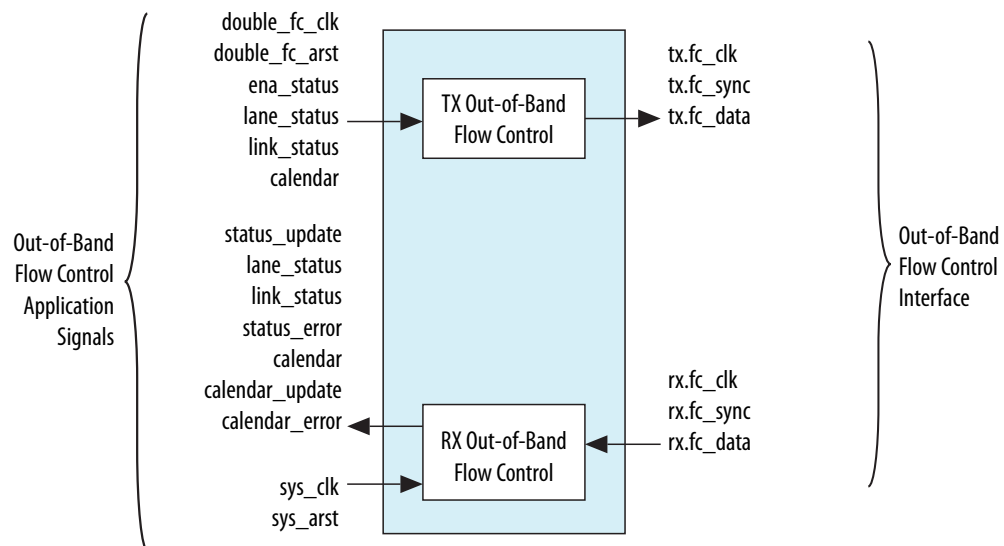 double_fc_clk
double_fc_arst
ena_status
lane_status
link_status
calendar
TX Out-of-Band
Flow Control
tx.fc_clk
tx.fc_sync
tx.fc_data
Out-of-Band
Flow Control
Application
Signals
status_update
lane_status
link_status
status_error
calendar
calendar_update
calendar_error
sys_clk
sys_arst
RX Out-of-Band
Flow Control
rx.fc_clk
rx.fc_sync
rx.fc_data
Out-of-Band
Flow Control
Interface